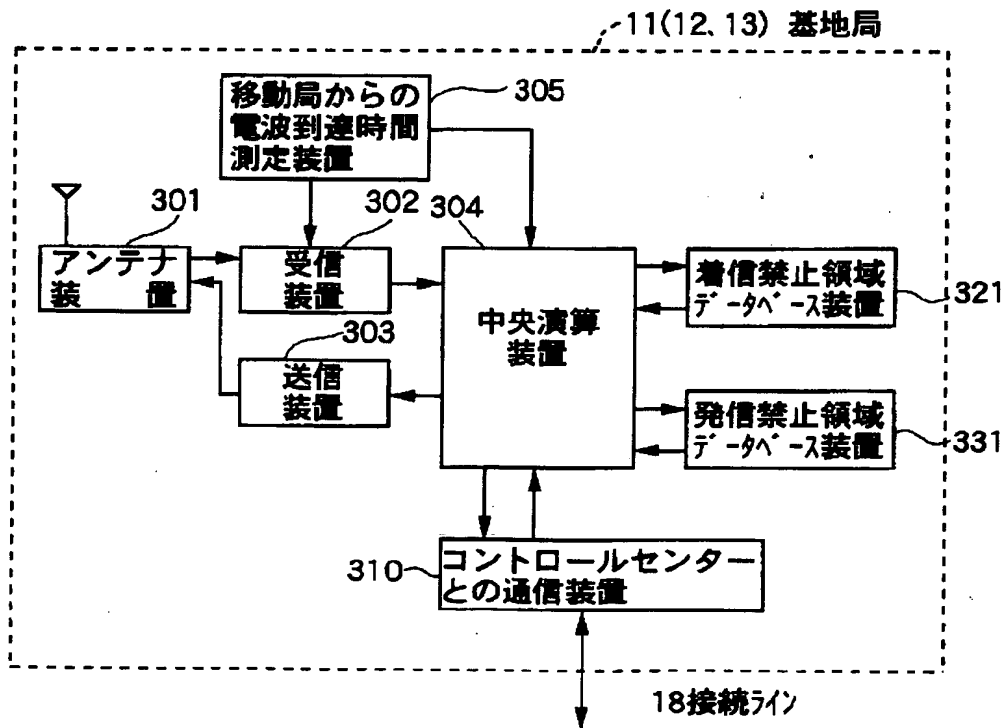 11(12、13) 基地局
移動局からの
電波到達時間
測定装置
305
301
302
304
アンテナ
装 置
受信
装置
中央演算
装置
着信禁止領域
データベース装置
321
303
送信
装置
発信禁止領域
データベース装置
331
310
コントロールセンター
との通信装置
18接続ライン